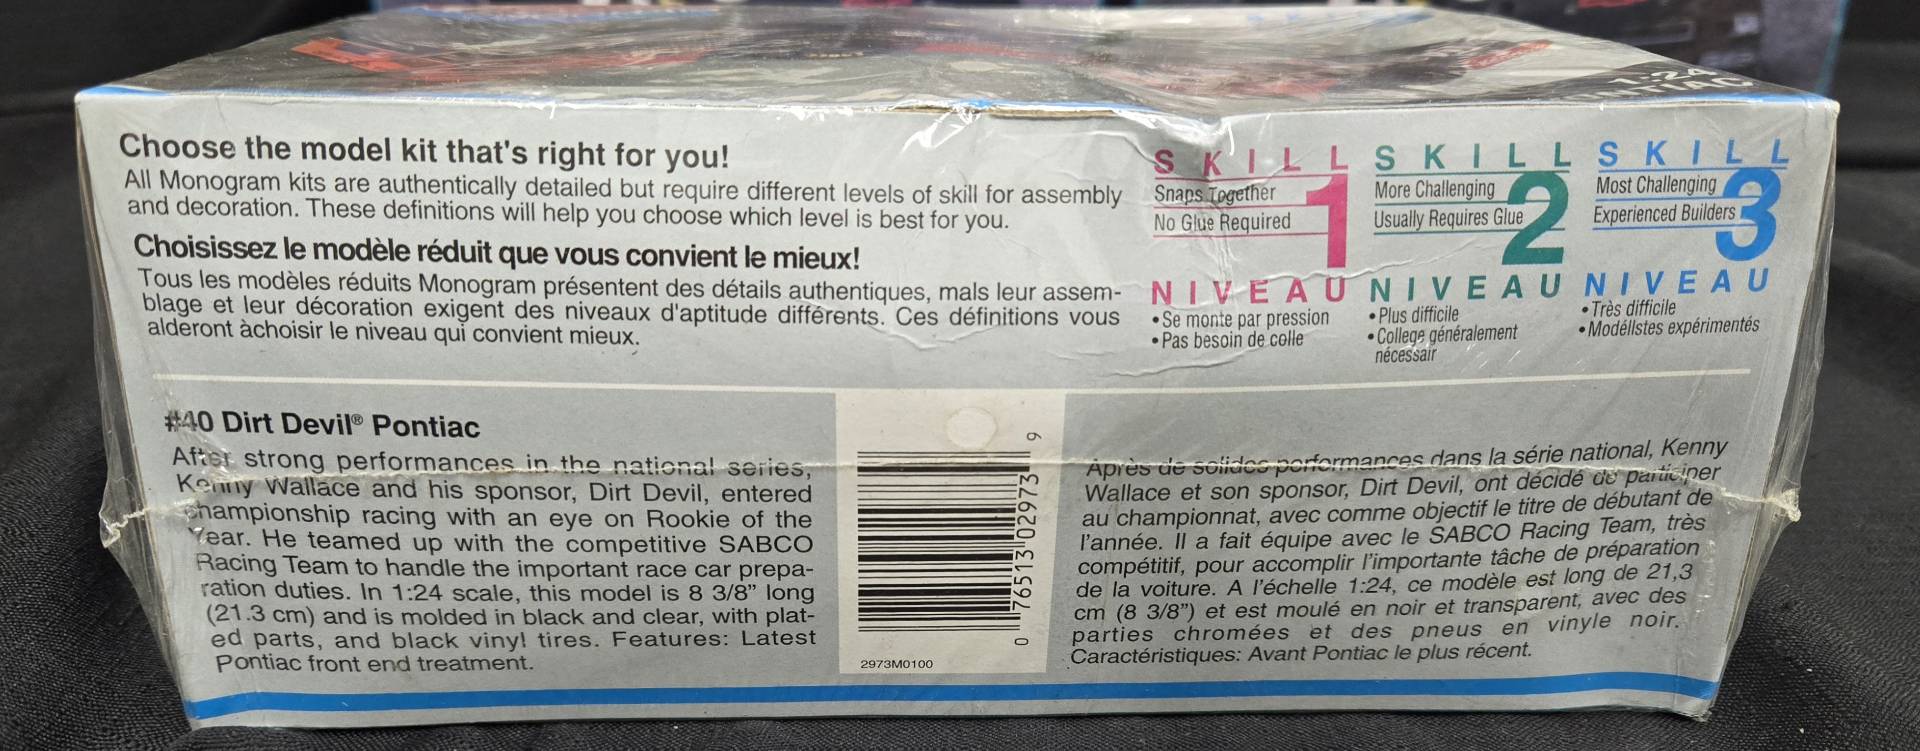 1:24
Choose the model kit that's right for you!
All Monogram kits are authentically detailed but require different levels of skill for assembly
and decoration. These definitions will help you choose which level is best for you.
Choisissez le modèle réduit que vous convient le mieux!
Tous les modèles réduits Monogram présentent des détails authentiques, mals leur assem-
blage et leur décoration exigent des niveaux d'aptitude différents. Ces définitions vous
alderont àchoisir le niveau qui convient mieux.
SKILL 1
Snaps Together
No Glue Required
NIVEAU
• Se monte par pression
• Pas besoin de colle
SKILL 2
More Challenging
Usually Requires Glue
NIVEAU
• Plus difficile
• College généralement
nécessair
SKILL 3
Most Challenging
Experienced Builders
NIVEAU
• Très difficile
• Modélistes expérimentés
#40 Dirt Devil® Pontiac
After strong performances in the national series,
Kenny Wallace and his sponsor, Dirt Devil, entered
championship racing with an eye on Rookie of the
Year. He teamed up with the competitive SABCO
Racing Team to handle the important race car prepa-
ration duties. In 1:24 scale, this model is 8 3/8" long
(21.3 cm) and is molded in black and clear, with plat-
ed parts, and black vinyl tires. Features: Latest
Pontiac front end treatment.
0 76513 02973 9
2973M0100
Après de solides performances dans la série national, Kenny
Wallace et son sponsor, Dirt Devil, ont décidé de participer
au championnat, avec comme objectif le titre de débutant de
l'année. Il a fait équipe avec le SABCO Racing Team, très
compétitif, pour accomplir l'importante tâche de préparation
de la voiture. A l'échelle 1:24, ce modèle est long de 21,3
cm (8 3/8") et est moulé en noir et transparent, avec des
parties chromées et des pneus en vinyle noir.
Caractéristiques: Avant Pontiac le plus récent.